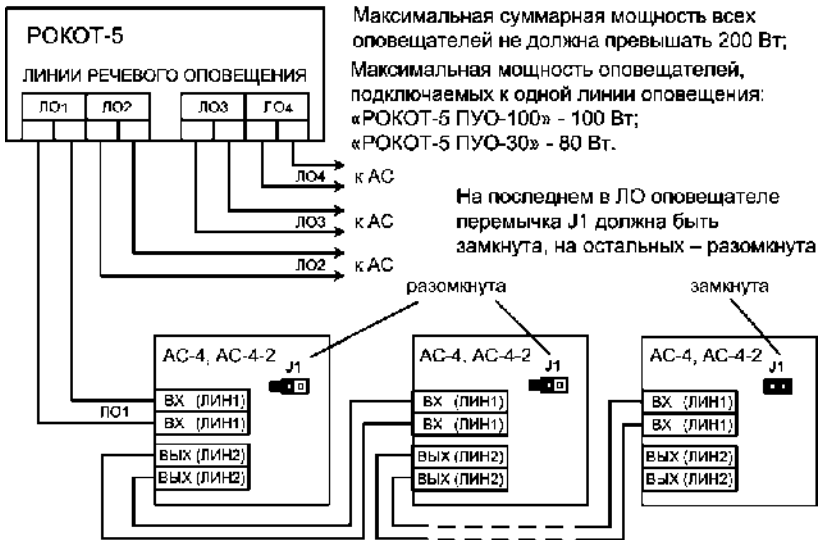 РОКОТ-5
ЛИНИИ РЕЧЕВОГО ОПОВЕЩЕНИЯ
ЛО1 ЛО2 ЛО3 ЛО4
Максимальная суммарная мощность всех
оповещателей не должна превышать 200 Вт;
Максимальная мощность оповещателей,
подключаемых к одной линии оповещения:
«РОКОТ-5 ПУО-100» - 100 Вт;
«РОКОТ-5 ПУО-30» - 80 Вт.
ЛО4 к АС
ЛО3 к АС
ЛО2 к АС
На последнем в ЛО оповещателе
перемычка J1 должна быть
замкнута, на остальных – разомкнута
разомкнута
замкнута
ЛО1
АС-4, АС-4-2
J1
ВХ (ЛИН1)
ВХ (ЛИН1)
ВЫХ (ЛИН2)
ВЫХ (ЛИН2)
АС-4, АС-4-2
J1
ВХ (ЛИН1)
ВХ (ЛИН1)
ВЫХ (ЛИН2)
ВЫХ (ЛИН2)
АС-4, АС-4-2
J1
ВХ (ЛИН1)
ВХ (ЛИН1)
ВЫХ (ЛИН2)
ВЫХ (ЛИН2)